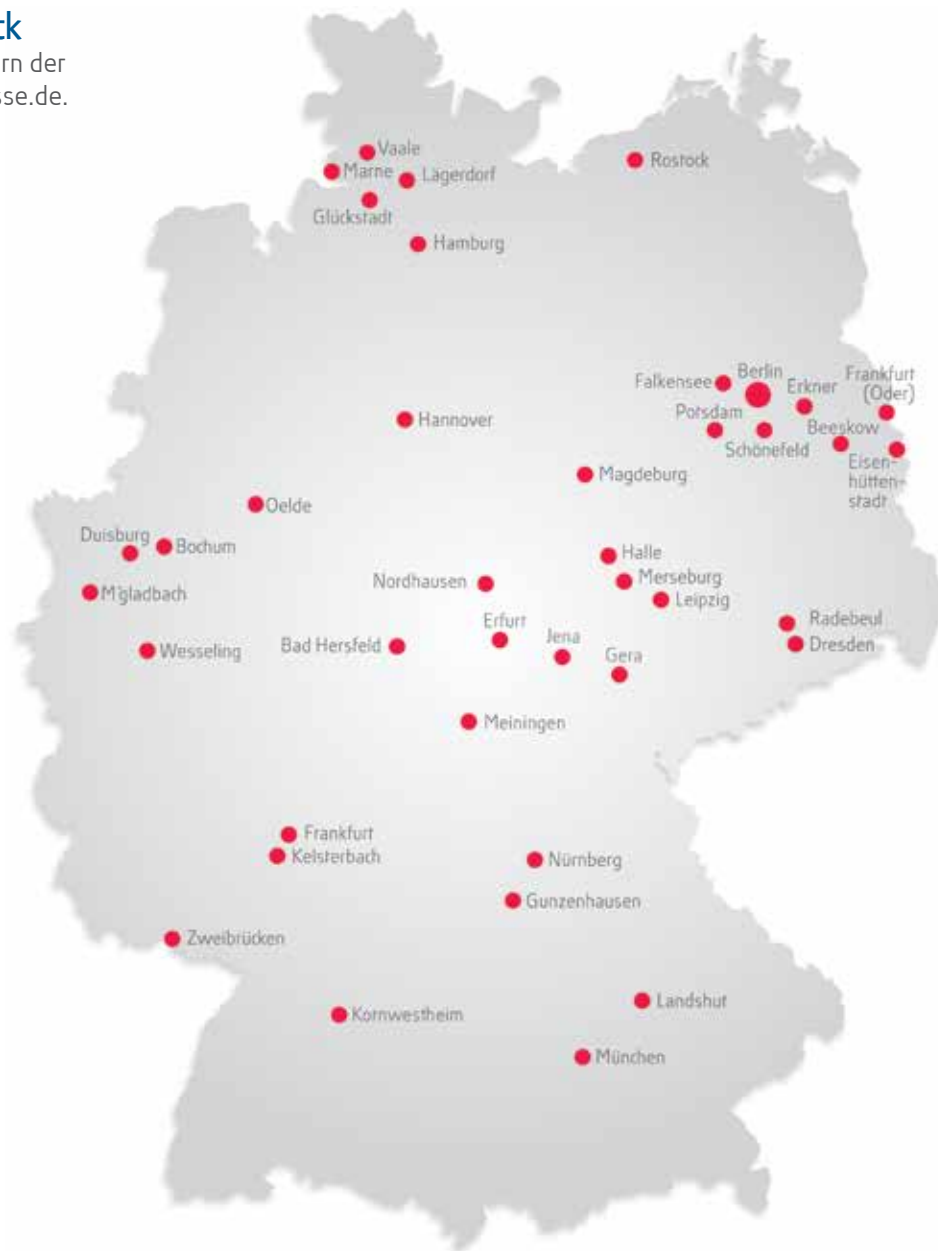 ck
rn der
sse.de.
Vaale
Marne
Lägerdorf
Rostock
Glückstadt
Hamburg
Berlin
Falkensee
Erkner
Frankfurt
(Oder)
Potsdam
Hannover
Beeskow
Schönefeld
Eisen-
hütten-
stadt
Magdeburg
Oelde
Duisburg
Bochum
Halle
Nordhausen
Merseburg
M'gladbach
Leipzig
Erfurt
Radebeul
Jena
Bad Hersfeld
Dresden
Wesseling
Gera
Meiningen
Frankfurt
Kelsterbach
Nürnberg
Gunzenhausen
Zweibrücken
Landshut
Kornwestheim
München